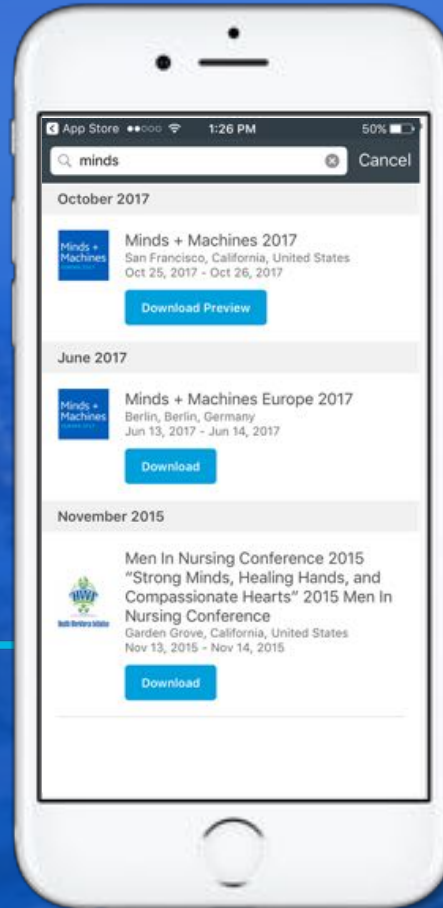 App Store 1:26 PM 50%
minds Cancel
October 2017
Minds +
Machines
Minds + Machines 2017
San Francisco, California, United States
Oct 25, 2017 - Oct 26, 2017
Download Preview
June 2017
Minds +
Machines
Minds + Machines Europe 2017
Berlin, Berlin, Germany
Jun 13, 2017 - Jun 14, 2017
Download
November 2015
HWI
Health Workforce Initiative
Men In Nursing Conference 2015
“Strong Minds, Healing Hands, and
Compassionate Hearts” 2015 Men In
Nursing Conference
Garden Grove, California, United States
Nov 13, 2015 - Nov 14, 2015
Download